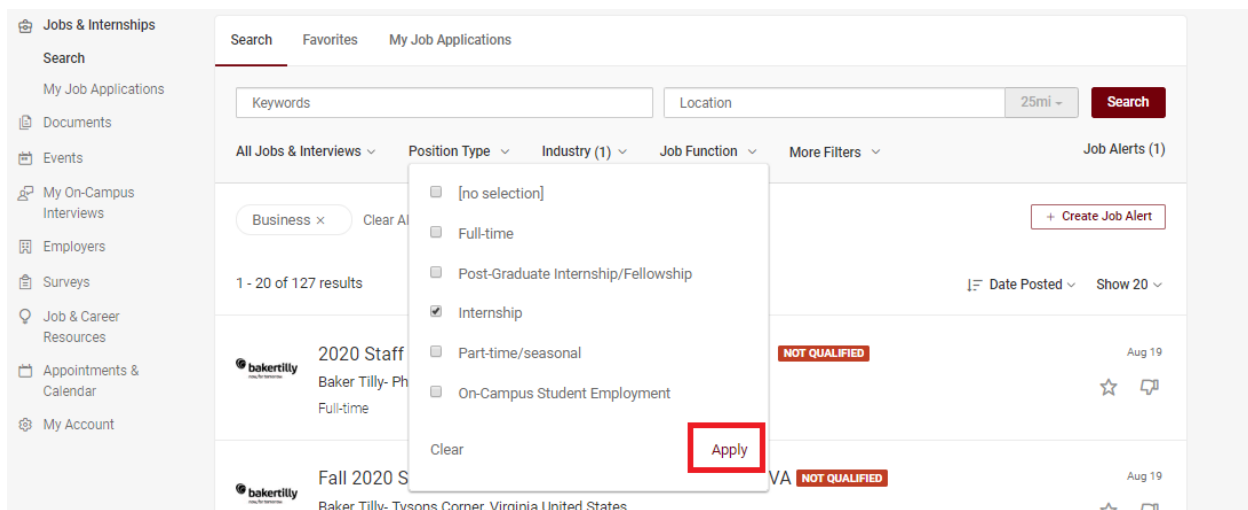 Jobs & Internships
Search
My Job Applications
Documents
Events
My On-Campus
Interviews
Employers
Surveys
Job & Career
Resources
Appointments &
Calendar
My Account
Search Favorites My Job Applications
Keywords Location 25mi Search
All Jobs & Interviews Position Type Industry (1) Job Function More Filters Job Alerts (1)
[no selection]
Full-time
Post-Graduate Internship/Fellowship
Internship
Part-time/seasonal
On-Campus Student Employment
Clear Apply
Business × Clear Al + Create Job Alert
1 - 20 of 127 results Date Posted Show 20
bakertilly
2020 Staff NOT QUALIFIED Aug 19
Baker Tilly- Ph
Full-time
bakertilly
Fall 2020 S VA NOT QUALIFIED Aug 19
Baker Tilly- Tysons Corner, Virginia United States